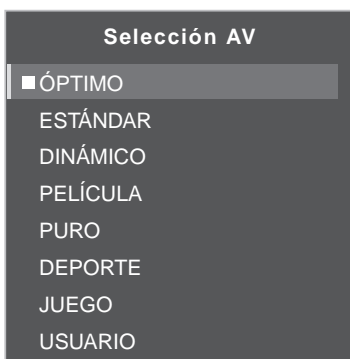 Selección AV
ÓPTIMO
ESTÁNDAR
DINÁMICO
PELÍCULA
PURO
DEPORTE
JUEGO
USUARIO